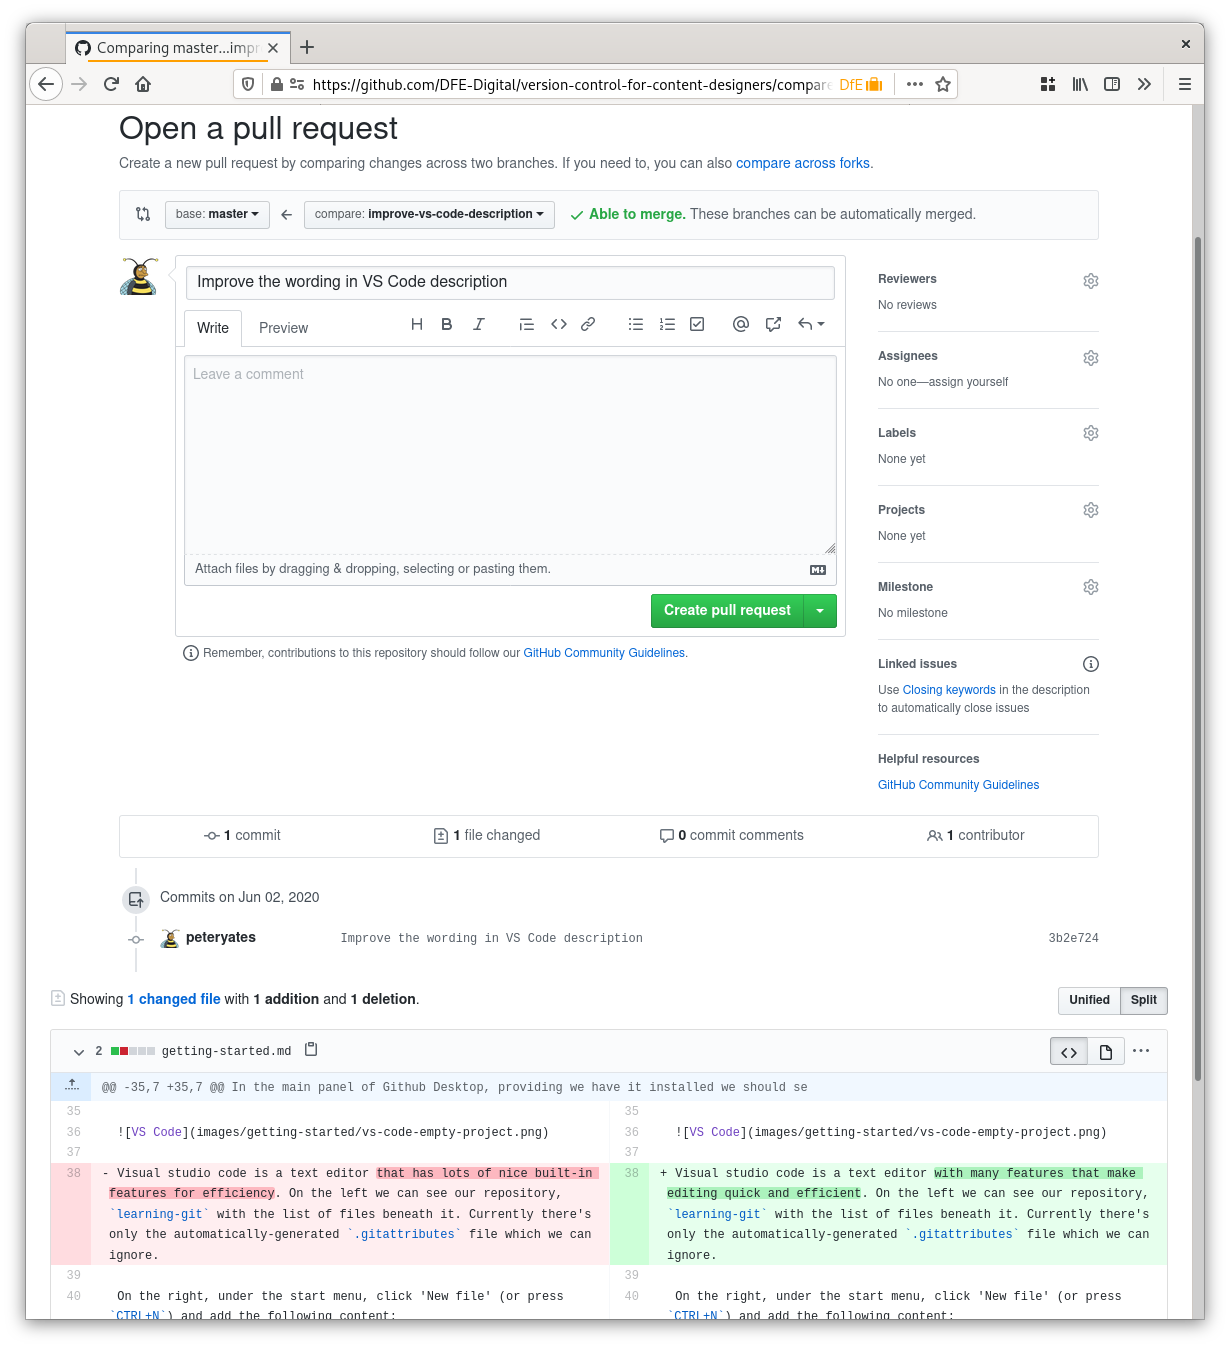 Comparing master...impr
https://github.com/DFE-Digital/version-control-for-content-designers/compare DfE
Open a pull request
Create a new pull request by comparing changes across two branches. If you need to, you can also compare across forks.
base: master compare: improve-vs-code-description Able to merge. These branches can be automatically merged.
Improve the wording in VS Code description
Write Preview
Leave a comment
Attach files by dragging & dropping, selecting or pasting them.
Create pull request
Remember, contributions to this repository should follow our GitHub Community Guidelines.
Reviewers
No reviews
Assignees
No one—assign yourself
Labels
None yet
Projects
None yet
Milestone
No milestone
Linked issues
Use Closing keywords in the description
to automatically close issues
Helpful resources
GitHub Community Guidelines
1 commit 1 file changed 0 commit comments 1 contributor
Commits on Jun 02, 2020
peteryates Improve the wording in VS Code description 3b2e724
Showing 1 changed file with 1 addition and 1 deletion. Unified Split
2 getting-started.md
@@ -35,7 +35,7 @@ In the main panel of Github Desktop, providing we have it installed we should se
35
36 ![VS Code](images/getting-started/vs-code-empty-project.png)
37
38 - Visual studio code is a text editor that has lots of nice built-in
features for efficiency. On the left we can see our repository,
`learning-git` with the list of files beneath it. Currently there's
only the automatically-generated `.gitattributes` file which we can
ignore.
39
40 On the right, under the start menu, click 'New file' (or press
`CTRL+N`) and add the following content:
35
36 ![VS Code](images/getting-started/vs-code-empty-project.png)
37
38 + Visual studio code is a text editor with many features that make
editing quick and efficient. On the left we can see our repository,
`learning-git` with the list of files beneath it. Currently there's
only the automatically-generated `.gitattributes` file which we can
ignore.
39
40 On the right, under the start menu, click 'New file' (or press
`CTRL+N`) and add the following content: